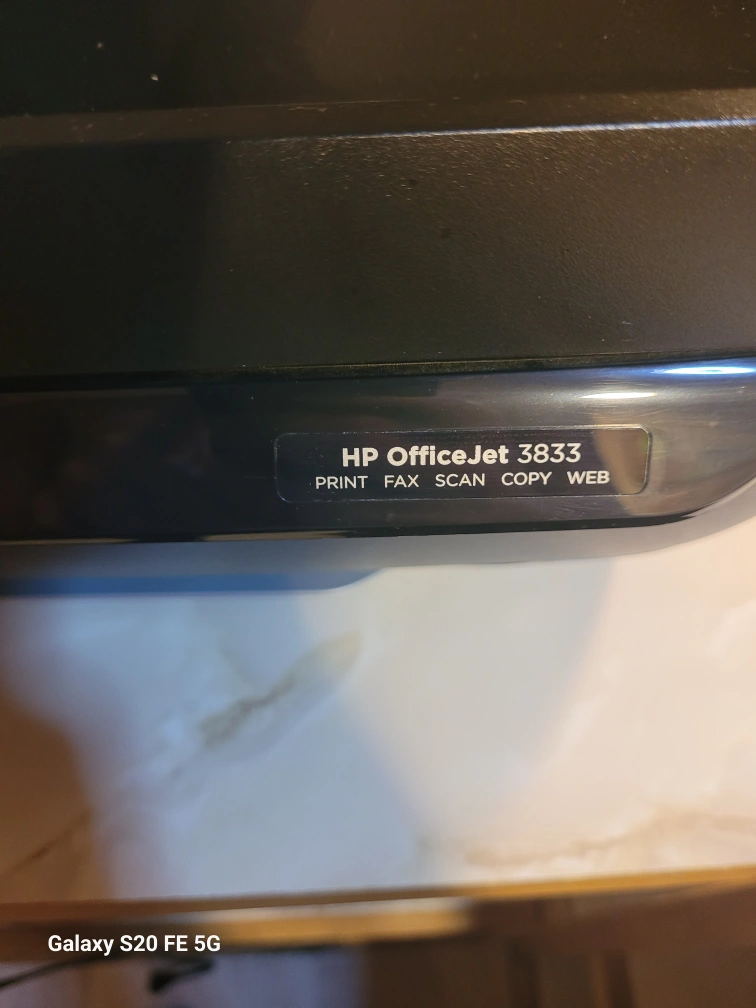 HP OfficeJet 3833
PRINT FAX SCAN COPY WEB
Galaxy S20 FE 5G